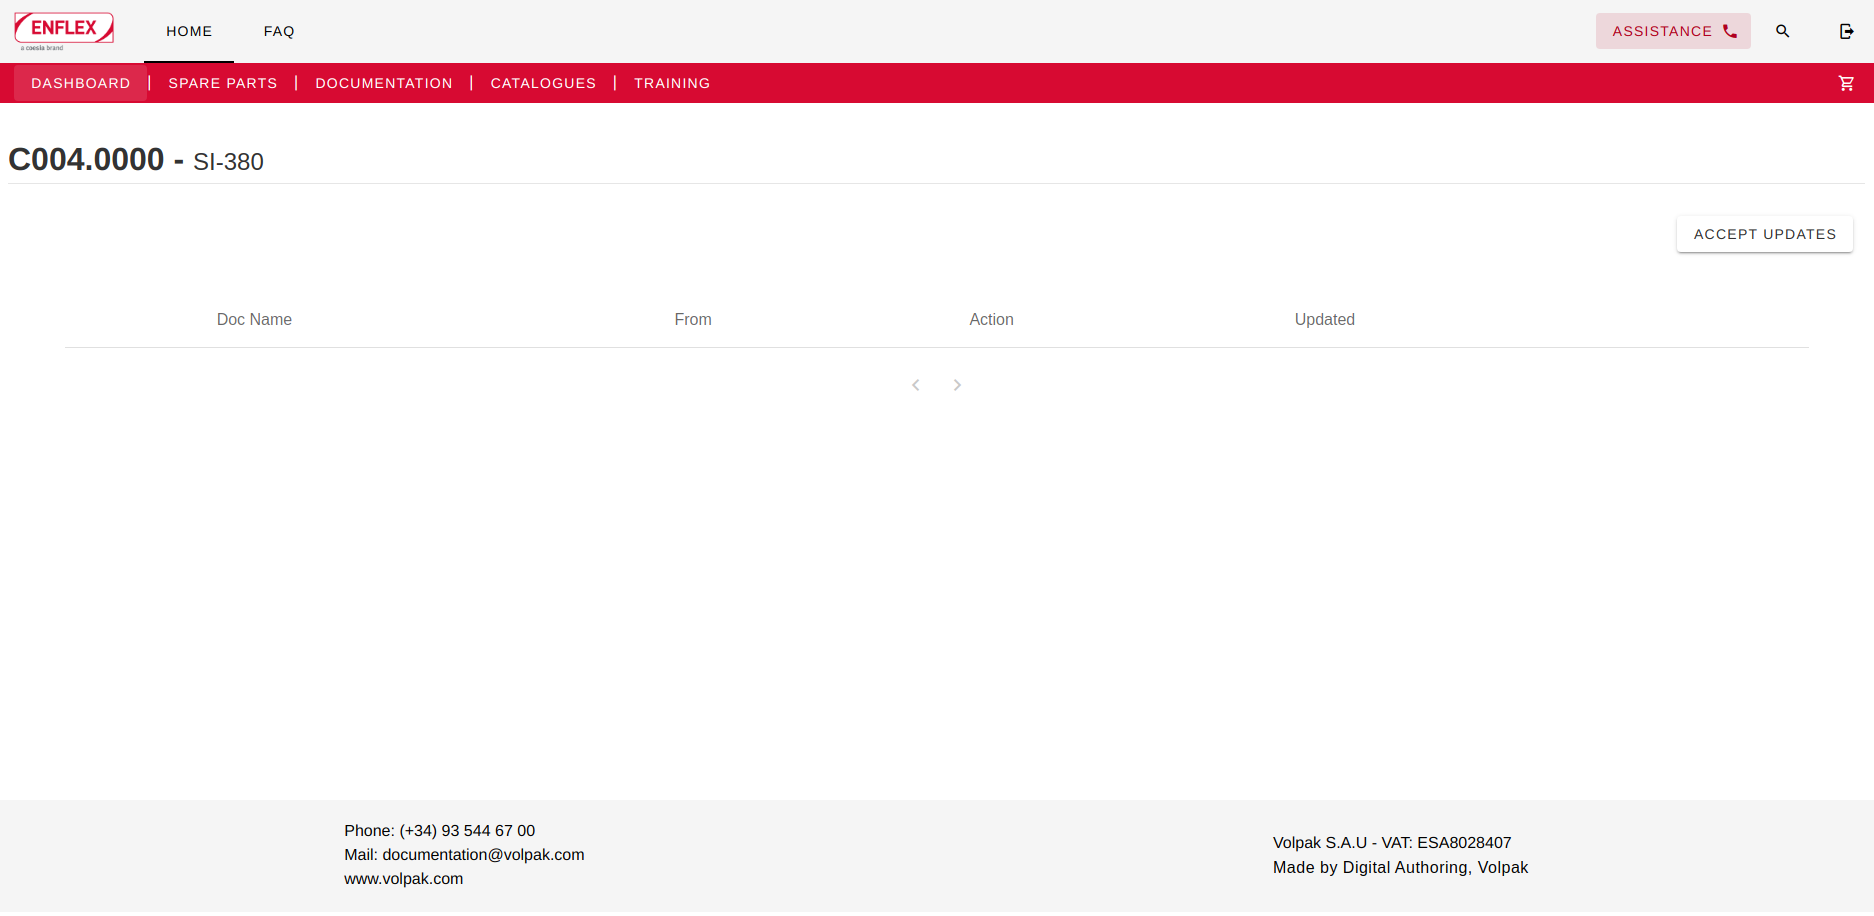 ENFLEX
a coesia brand
HOME
FAQ
ASSISTANCE
DASHBOARD | SPARE PARTS | DOCUMENTATION | CATALOGUES | TRAINING
C004.0000 - SI-380
ACCEPT UPDATES
Doc Name From Action Updated
Phone: (+34) 93 544 67 00
Mail: documentation@volpak.com
www.volpak.com
Volpak S.A.U - VAT: ESA8028407
Made by Digital Authoring, Volpak